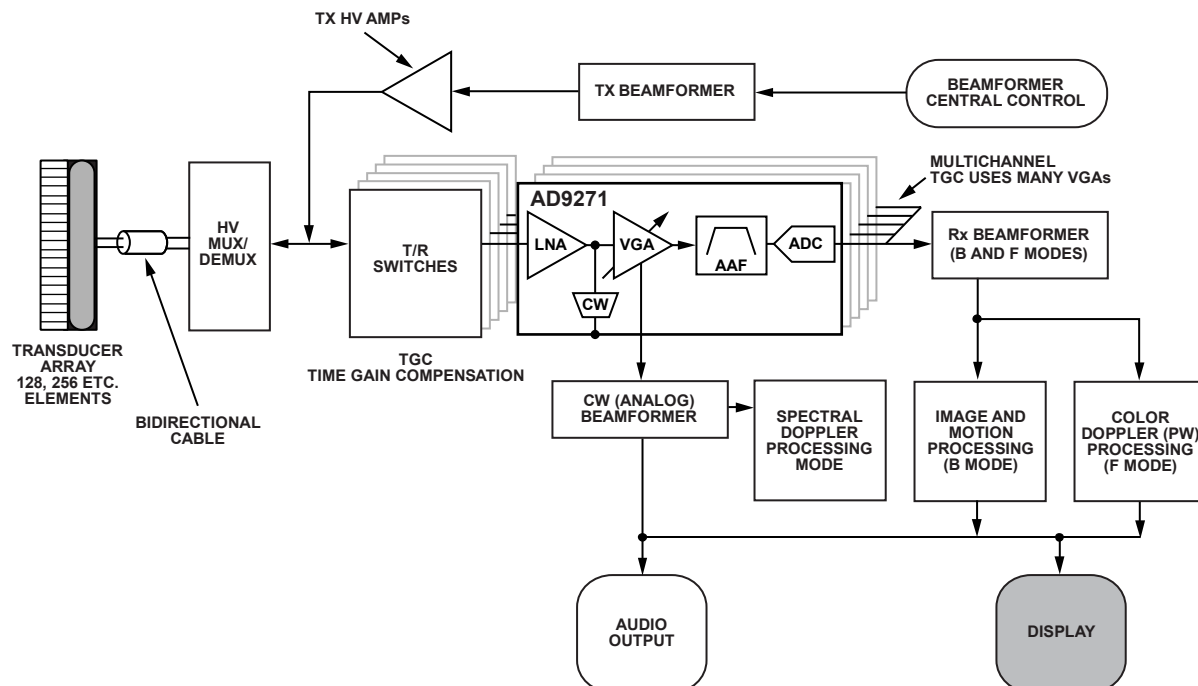 TX HV AMPs
TX BEAMFORMER
BEAMFORMER
CENTRAL CONTROL
MULTICHANNEL
TGC USES MANY VGAs
HV
MUX/
DEMUX
T/R
SWITCHES
AD9271
LNA
VGA
AAF
ADC
CW
Rx BEAMFORMER
(B AND F MODES)
TRANSDUCER
ARRAY
128, 256 ETC.
ELEMENTS
BIDIRECTIONAL
CABLE
TGC
TIME GAIN COMPENSATION
CW (ANALOG)
BEAMFORMER
SPECTRAL
DOPPLER
PROCESSING
MODE
IMAGE AND
MOTION
PROCESSING
(B MODE)
COLOR
DOPPLER (PW)
PROCESSING
(F MODE)
AUDIO
OUTPUT
DISPLAY